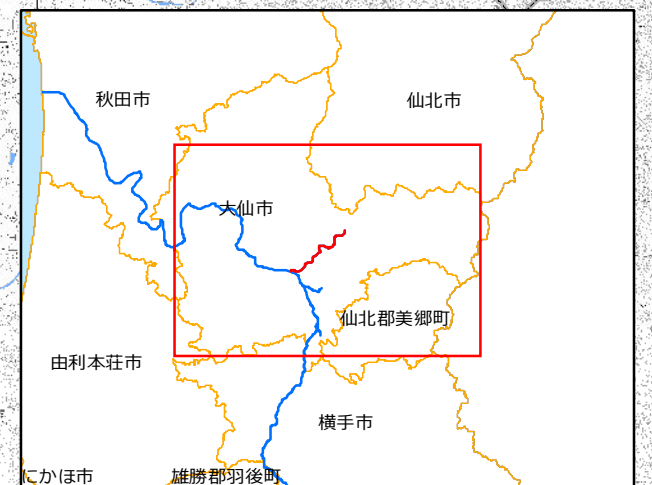 秋田市
仙北市
大仙市
仙北郡美郷町
由利本荘市
横手市
にかほ市
雄勝郡羽後町